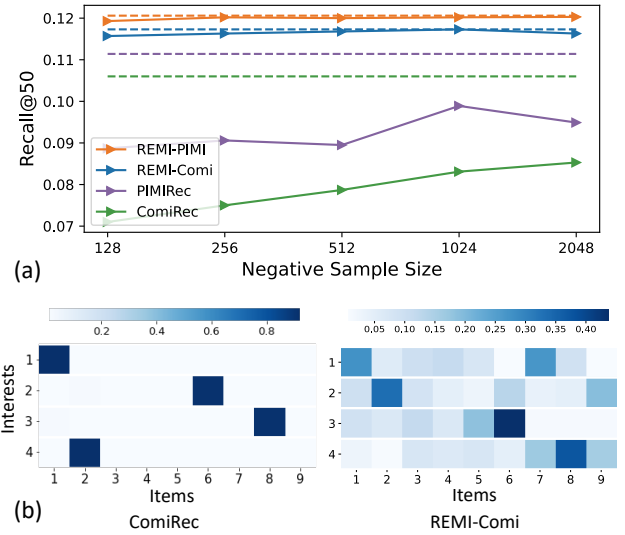 0.12
0.11
0.10
0.09
0.08
0.07
Recall@50
REMI-PIMI
REMI-Comi
PIMIRec
ComiRec
128 256 512 1024 2048
Negative Sample Size
(a)
0.2 0.4 0.6 0.8
0,05 0,10 0,15 0,20 0,25 0,30 0,35 0,40
Interests
1
2
3
4
1 2 3 4 5 6 7 8 9
Items
ComiRec
1
2
3
4
1 2 3 4 5 6 7 8 9
Items
REMI-Comi
(b)